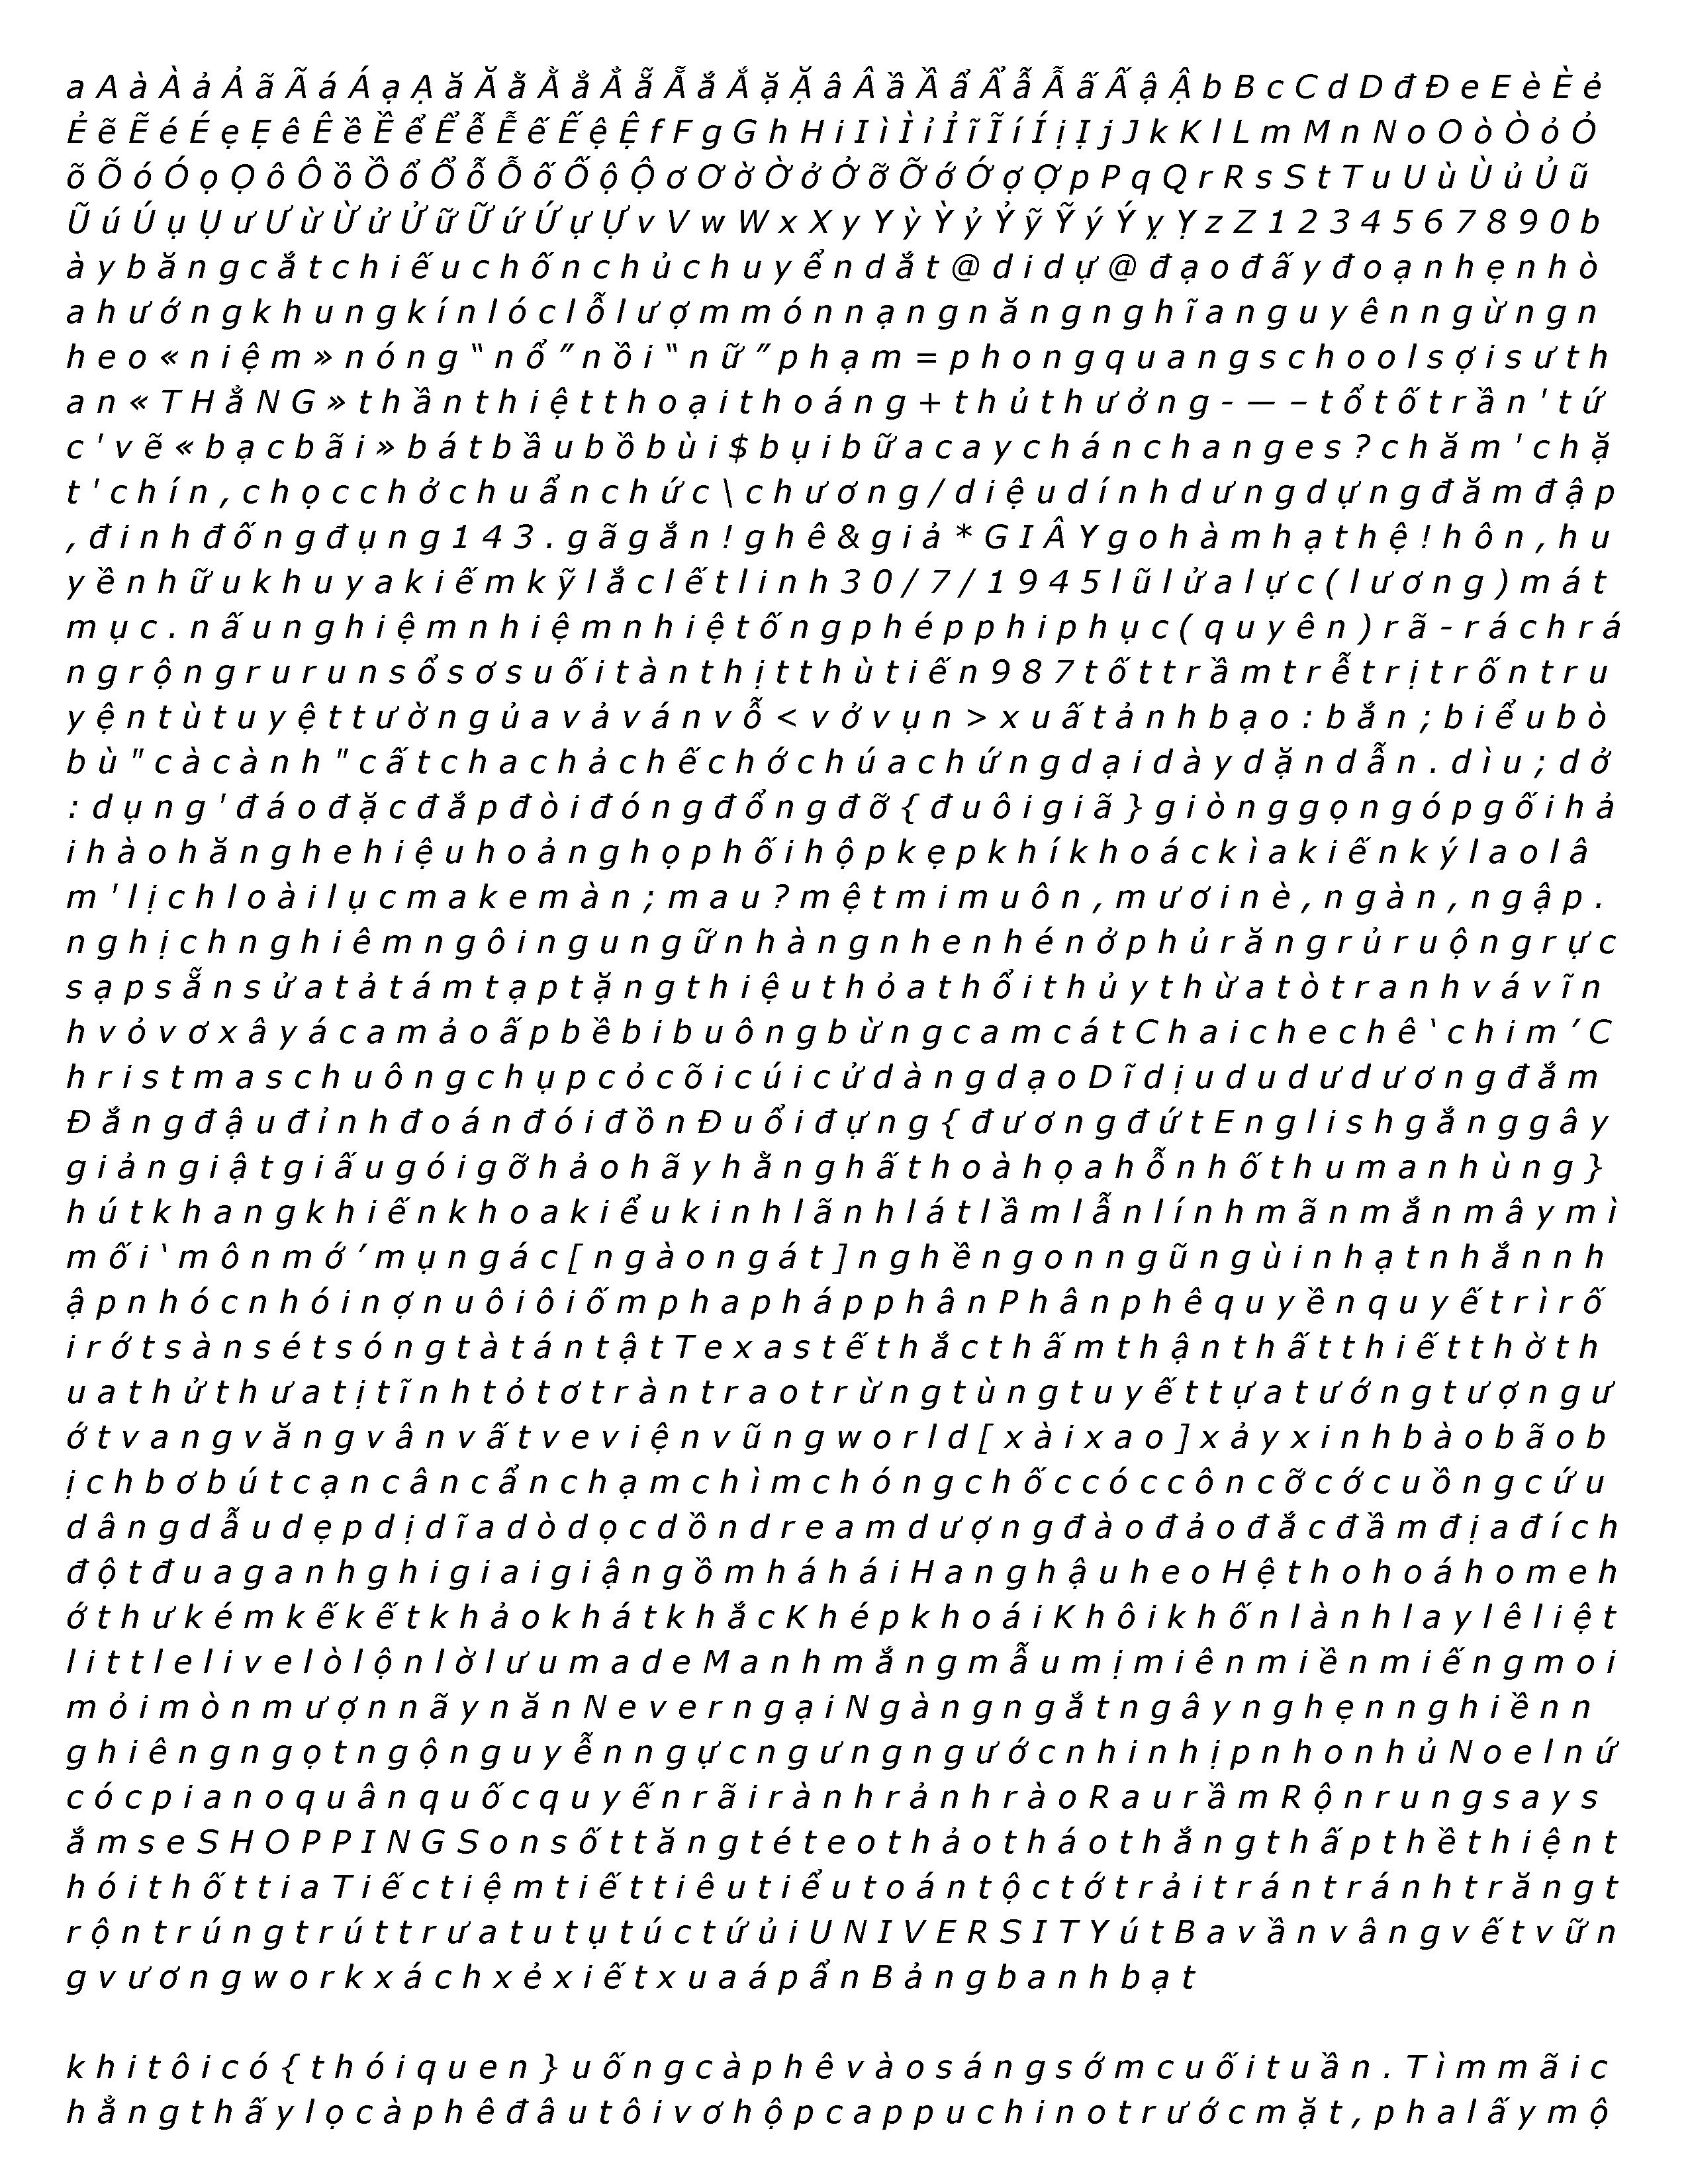 a A à À ả Ả ã Ã á Á ạ Ạ ă Ă ằ Ằ ẳ Ẳ ẵ Ẵ ắ Ắ ặ Ặ â Â ầ Ầ ẩ Ẩ ẫ Ẫ ấ Ấ ậ Ậ b B c C d D đ Đ e E è È ẻ
Ẻ ẽ Ẽ é É ẹ Ẹ ê Ê ề Ề ể Ể ễ Ễ ế Ế ệ Ệ f F g G h H i I ì Ì ỉ Ỉ ĩ Ĩ í Í ị Ị j J k K l L m M n N o O ò Ò ỏ Ỏ
õ Õ ó Ó ọ Ọ ô Ô ồ Ồ ổ Ổ ỗ Ỗ ố Ố ộ Ộ ơ Ơ ờ Ờ ở Ở ỡ Ỡ ớ Ớ ợ Ợ p P q Q r R s S t T u U ù Ù ủ Ủ ũ
Ũ ú Ú ụ Ụ ư Ư ừ Ừ ử Ử ữ Ữ ứ Ứ ự Ự v V w W x X y Y ỳ Ỳ ỷ Ỷ ỹ Ỹ ý Ý ỵ Ỵ z Z 1 2 3 4 5 6 7 8 9 0 b
à y b ă n g c ắ t c h i ế u c h ố n c h ủ c h u y ể n d ắ t @ d i d ự @ đ ạ o đ ấ y đ o ạ n h ẹ n h ò
a h ư ớ n g k h u n g k í n l ó c l ỗ l ư ợ m m ó n n ạ n g n ă n g n g h ĩ a n g u y ê n n g ừ n g n
h e o « n i ệ m » n ó n g “ n ổ ” n ồ i “ n ữ ” p h ạ m = p h o n g q u a n g s c h o o l s ợ i s ư t h
a n « T H ẳ N G » t h ầ n t h i ệ t t h o ạ i t h o á n g + t h ủ t h ư ở n g - — – t ổ t ố t r ầ n ' t ứ
c ' v ẽ « b ạ c b ã i » b á t b ầ u b ồ b ù i $ b ụ i b ữ a c a y c h á n c h a n g e s ? c h ă m ' c h ặ
t ' c h í n , c h ọ c c h ở c h u ẩ n c h ứ c \ c h ư ơ n g / d i ệ u d í n h d ư n g d ự n g đ ă m đ ậ p
, đ i n h đ ố n g đ ụ n g 1 4 3 . g ã g ắ n ! g h ê & g i ả * G I Â Y g o h à m h ạ t h ệ ! h ô n , h u
y ề n h ữ u k h u y a k i ế m k ỹ l ắ c l ế t l i n h 3 0 / 7 / 1 9 4 5 l ũ l ử a l ự c ( l ư ơ n g ) m á t
m ụ c . n ấ u n g h i ệ m n h i ệ m n h i ệ t ố n g p h é p p h i p h ụ c ( q u y ê n ) r ã - r á c h r á
n g r ộ n g r u r u n s ổ s ơ s u ố i t à n t h ị t t h ù t i ế n 9 8 7 t ố t t r ầ m t r ễ t r ị t r ố n t r u
y ệ n t ù t u y ệ t t ư ờ n g ủ a v ả v á n v ỗ < v ở v ụ n > x u ấ t ả n h b ạ o : b ắ n ; b i ể u b ò
b ù " c à c à n h " c ấ t c h a c h ả c h ế c h ớ c h ú a c h ứ n g d ạ i d à y d ặ n d ẫ n . d ì u ; d ở
: d ụ n g ' đ á o đ ặ c đ ắ p đ ò i đ ó n g đ ổ n g đ ỡ { đ u ô i g i ã } g i ò n g g ọ n g ó p g ố i h ả
i h à o h ă n g h e h i ệ u h o ả n g h ọ p h ố i h ộ p k ẹ p k h í k h o á c k ì a k i ế n k ý l a o l â
m ' l ị c h l o à i l ụ c m a k e m à n ; m a u ? m ệ t m i m u ô n , m ư ơ i n è , n g à n , n g ậ p .
n g h ị c h n g h i ê m n g ô i n g u n g ữ n h à n g n h e n h é n ở p h ủ r ă n g r ủ r u ộ n g r ự c
s ạ p s ẵ n s ử a t ả t á m t ạ p t ặ n g t h i ệ u t h ỏ a t h ổ i t h ủ y t h ừ a t ò t r a n h v á v ĩ n
h v ỏ v ơ x â y á c a m ả o ấ p b ề b i b u ô n g b ừ n g c a m c á t C h a i c h e c h ê ‘ c h i m ’ C
h r i s t m a s c h u ô n g c h ụ p c ỏ c õ i c ú i c ử d à n g d ạ o D ĩ d ị u d u d ư d ư ơ n g đ ắ m
Đ ắ n g đ ậ u đ ỉ n h đ o á n đ ó i đ ồ n Đ u ổ i đ ự n g { đ ư ơ n g đ ứ t E n g l i s h g ắ n g g â y
g i ả n g i ậ t g i ấ u g ó i g ỡ h ả o h ã y h ằ n g h ấ t h o à h ọ a h ỗ n h ố t h u m a n h ù n g }
h ú t k h a n g k h i ế n k h o a k i ể u k i n h l ã n h l á t l ầ m l ẫ n l í n h m ã n m ắ n m â y m ì
m ố i ‘ m ô n m ớ ’ m ụ n g á c [ n g à o n g á t ] n g h ề n g o n n g ũ n g ù i n h ạ t n h ắ n n h
ậ p n h ó c n h ó i n ợ n u ô i ô i ố m p h a p h á p p h â n P h â n p h ê q u y ề n q u y ế t r ì r ố
i r ớ t s à n s é t s ó n g t à t á n t ậ t T e x a s t ế t h ắ c t h ấ m t h ậ n t h ấ t t h i ế t t h ờ t h
u a t h ử t h ư a t ị t ĩ n h t ỏ t ơ t r à n t r a o t r ừ n g t ù n g t u y ế t t ự a t ư ớ n g t ư ợ n g ư
ớ t v a n g v ă n g v â n v ấ t v e v i ệ n v ũ n g w o r l d [ x à i x a o ] x ả y x i n h b à o b ã o b
ị c h b ơ b ú t c ạ n c â n c ẩ n c h ạ m c h ì m c h ó n g c h ố c c ó c c ô n c ỡ c ớ c u ồ n g c ứ u
d â n g d ẫ u d ẹ p d ị d ĩ a d ò d ọ c d ồ n d r e a m d ư ợ n g đ à o đ ả o đ ắ c đ ầ m đ ị a đ í c h
đ ộ t đ u a g a n h g h i g i a i g i ậ n g ồ m h á h á i H a n g h ậ u h e o H ệ t h o h o á h o m e h
ớ t h ư k é m k ế k ế t k h ả o k h á t k h ắ c K h é p k h o á i K h ô i k h ố n l à n h l a y l ê l i ệ t
l i t t l e l i v e l ò l ộ n l ờ l ư u m a d e M a n h m ắ n g m ẫ u m ị m i ê n m i ề n m i ế n g m o i
m ỏ i m ò n m ư ợ n n ã y n ă n N e v e r n g ạ i N g à n g n g ắ t n g â y n g h ẹ n n g h i ề n n
g h i ê n g n g ọ t n g ộ n g u y ễ n n g ự c n g ư n g n g ư ớ c n h i n h ị p n h o n h ủ N o e l n ứ
c ó c p i a n o q u â n q u ố c q u y ế n r ã i r à n h r ả n h r à o R a u r ầ m R ộ n r u n g s a y s
ắ m s e S H O P P I N G S o n s ố t t ă n g t é t e o t h ả o t h á o t h ắ n g t h ấ p t h ề t h i ệ n t
h ó i t h ố t t i a T i ế c t i ệ m t i ế t t i ê u t i ể u t o á n t ộ c t ớ t r ả i t r á n t r á n h t r ă n g t
r ộ n t r ú n g t r ú t t r ư a t u t ụ t ú c t ứ ủ i U N I V E R S I T Y ú t B a v ầ n v â n g v ế t v ữ n
g v ư ơ n g w o r k x á c h x ẻ x i ế t x u a á p ẩ n B ả n g b a n h b ạ t
k h i t ô i c ó { t h ó i q u e n } u ố n g c à p h ê v à o s á n g s ớ m c u ố i t u ầ n . T ì m m ã i c
h ẳ n g t h ấ y l ọ c à p h ê đ â u t ô i v ơ h ộ p c a p p u c h i n o t r ư ớ c m ặ t , p h a l ấ y m ộ